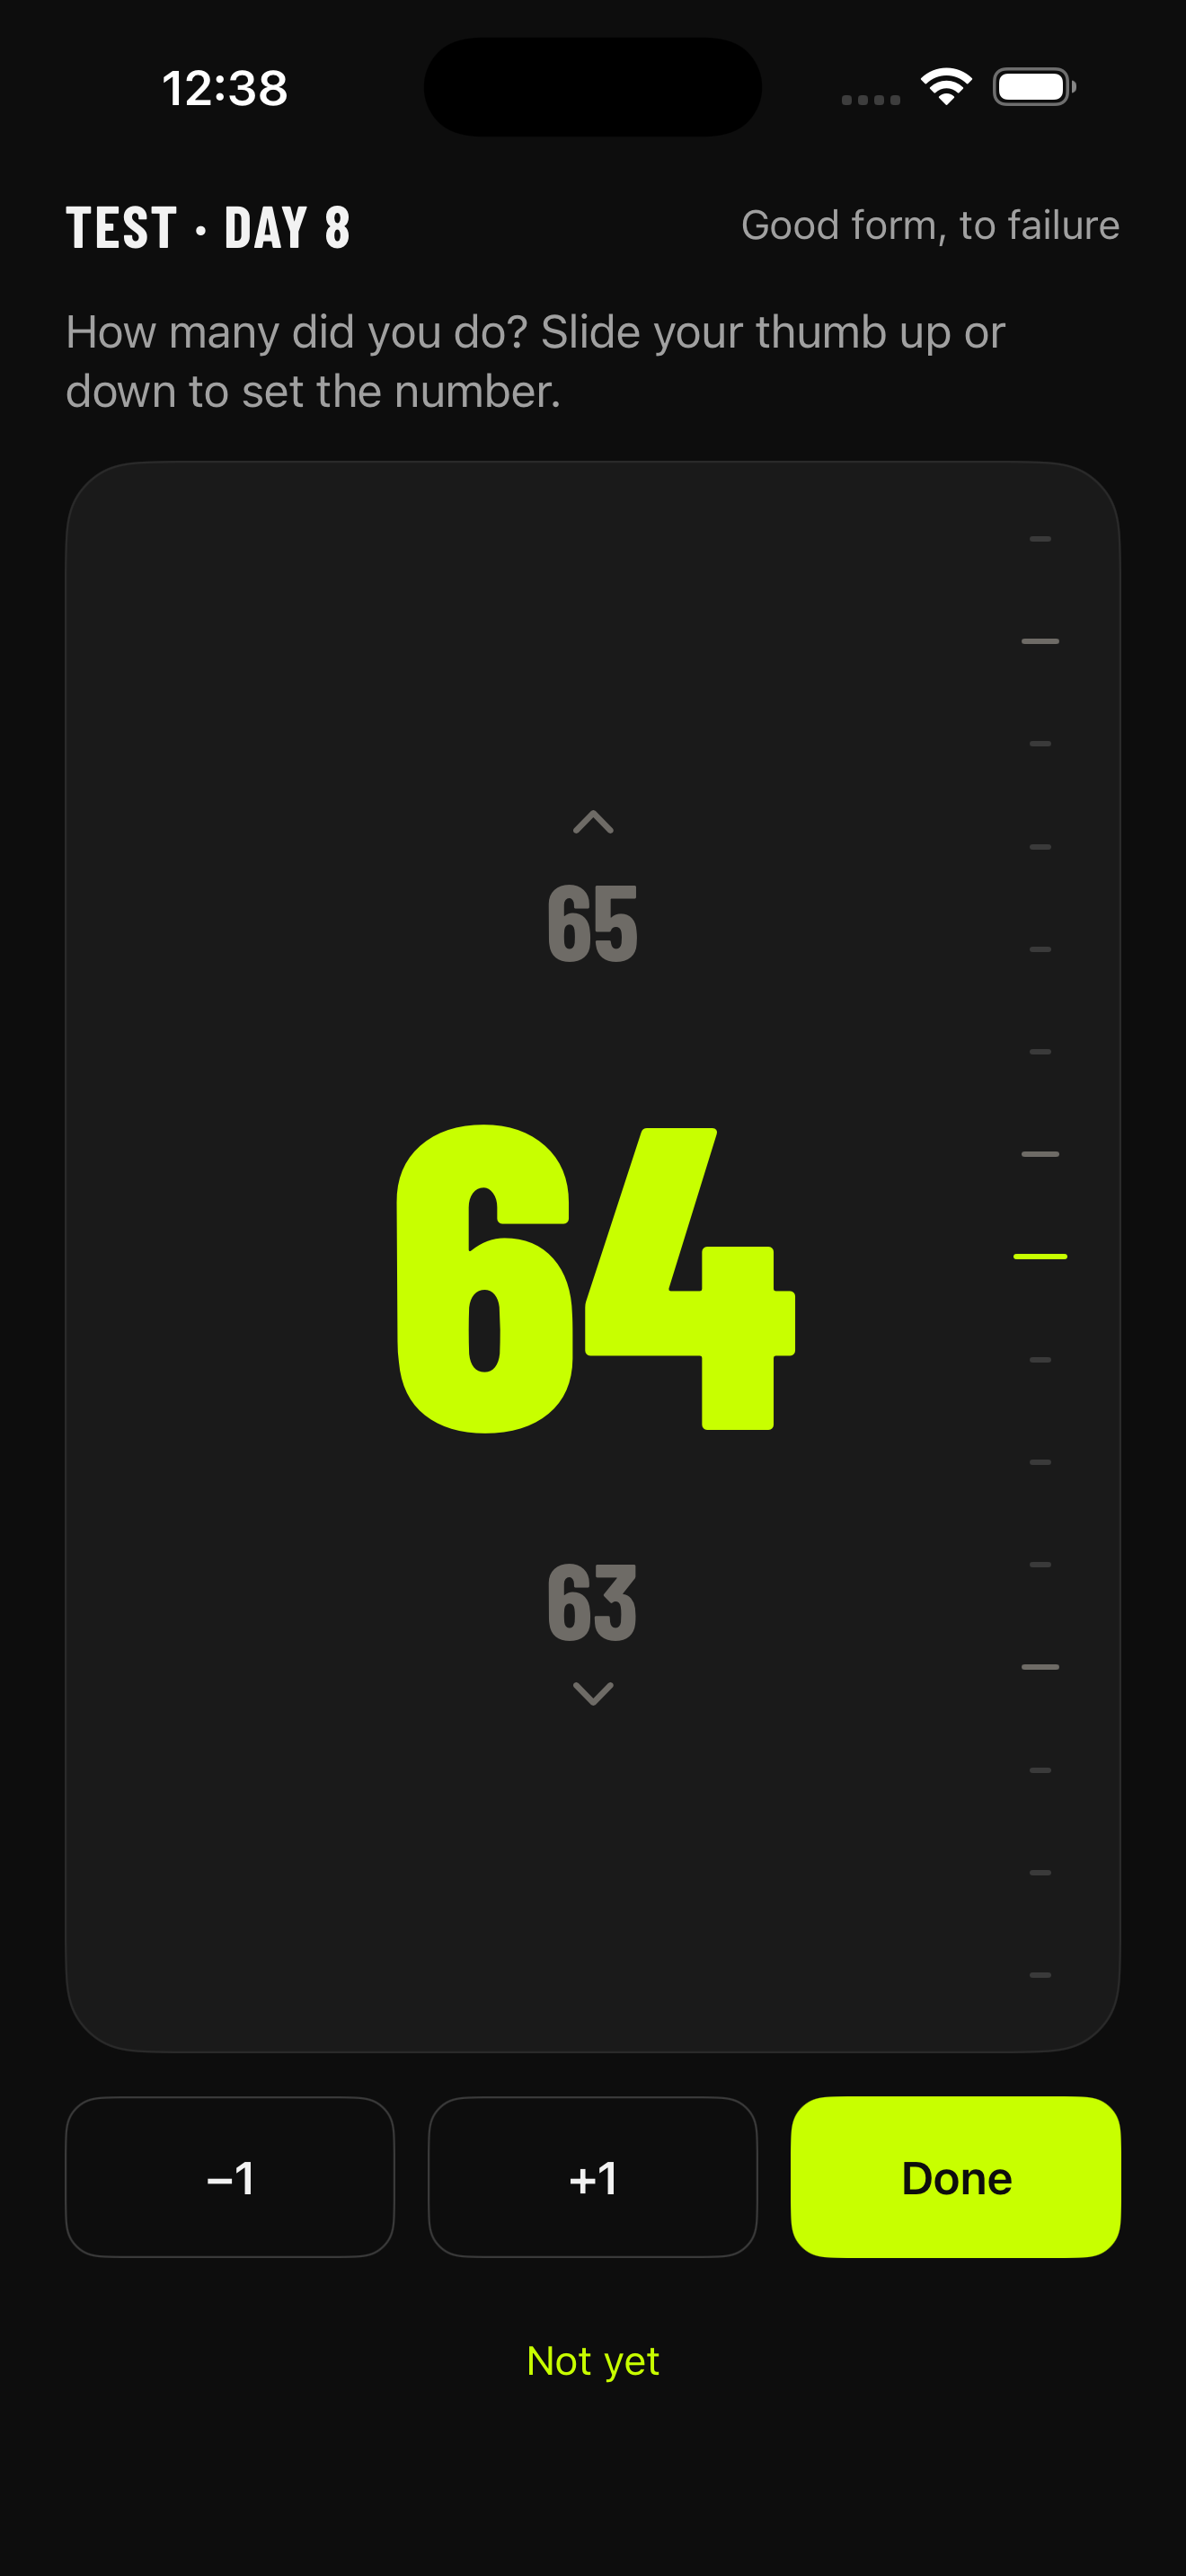 12:38
TEST · DAY 8
Good form, to failure
How many did you do? Slide your thumb up or
down to set the number.
65
64
63
–1
+1
Done
Not yet